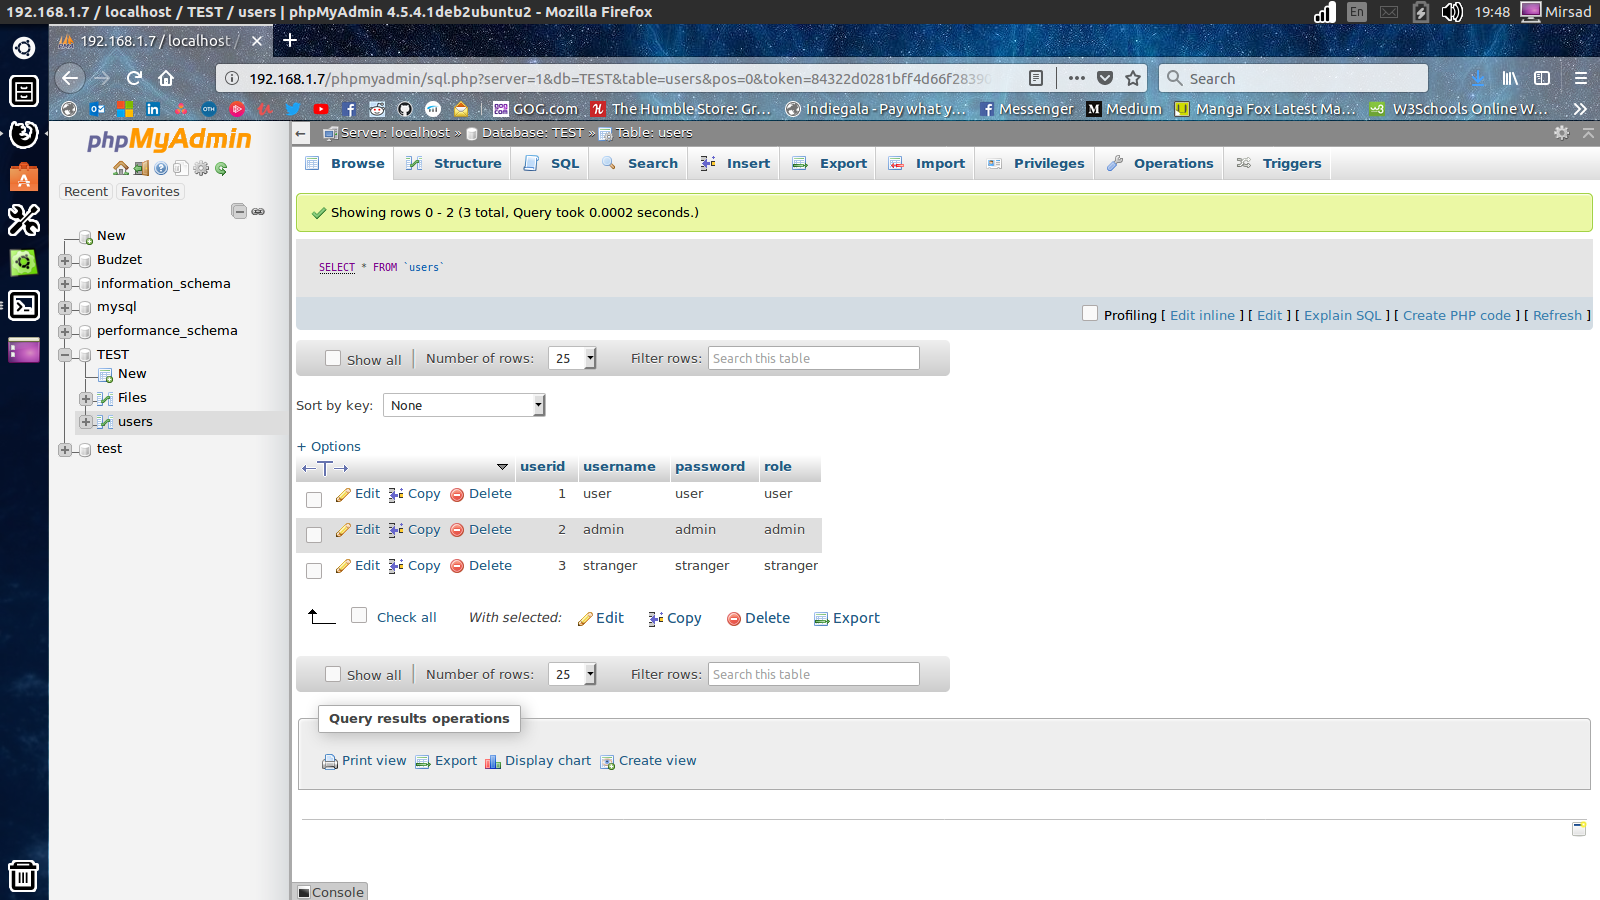 192.168.1.7 / localhost / TEST / users | phpMyAdmin 4.5.4.1deb2ubuntu2 - Mozilla Firefox
En
19:48
Mirsad
192.168.1.7 / localhost /
192.168.1.7/phpmyadmin/sql.php?server=1&db=TEST&table=users&pos=0&token=84322d0281bff4d66f28390
Search
GOG.com
The Humble Store: Gr…
Indiegala - Pay what y…
Messenger
Medium
Manga Fox Latest Ma…
W3Schools Online W…
phpMyAdmin
Recent
Favorites
New
Budzet
information_schema
mysql
performance_schema
TEST
New
Files
users
test
Server: localhost » Database: TEST » Table: users
Browse
Structure
SQL
Search
Insert
Export
Import
Privileges
Operations
Triggers
Showing rows 0 - 2 (3 total, Query took 0.0002 seconds.)
SELECT * FROM `users`
Profiling [ Edit inline ] [ Edit ] [ Explain SQL ] [ Create PHP code ] [ Refresh ]
Show all | Number of rows: 25 Filter rows: Search this table
Sort by key: None
+ Options
userid username password role
Edit Copy Delete 1 user user user
Edit Copy Delete 2 admin admin admin
Edit Copy Delete 3 stranger stranger stranger
Check all With selected: Edit Copy Delete Export
Show all | Number of rows: 25 Filter rows: Search this table
Query results operations
Print view Export Display chart Create view
Console